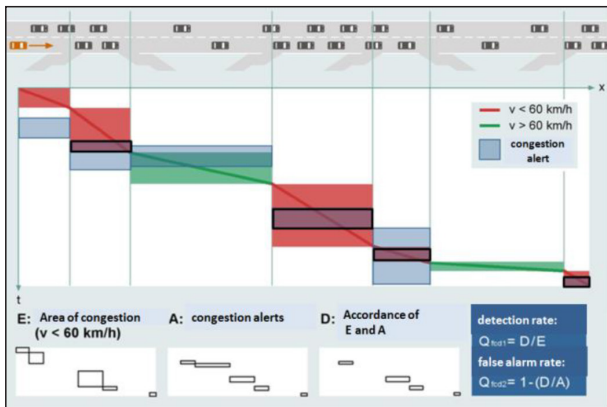 x
v < 60 km/h
v > 60 km/h
congestion
alert
t
E: Area of congestion
(v < 60 km/h)
A: congestion alerts
D: Accordance of
E and A
detection rate:
Qfcd1= D/E
false alarm rate:
Qfcd2= 1-(D/A)